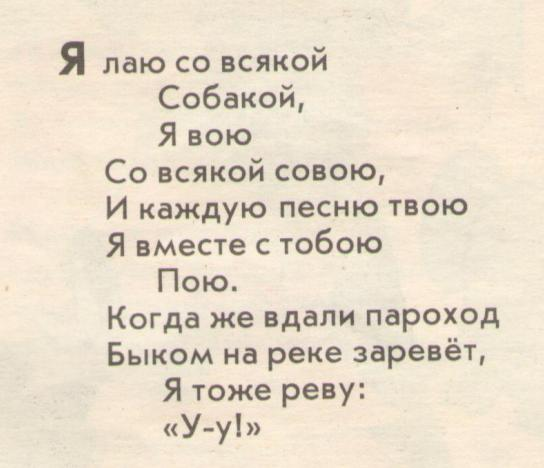 Я лаю со всякой
Собакой,
Я вою
Со всякой совою,
И каждую песню твою
Я вместе с тобою
Пою.
Когда же вдали пароход
Быком на реке заревёт,
Я тоже реву:
«У-у!»